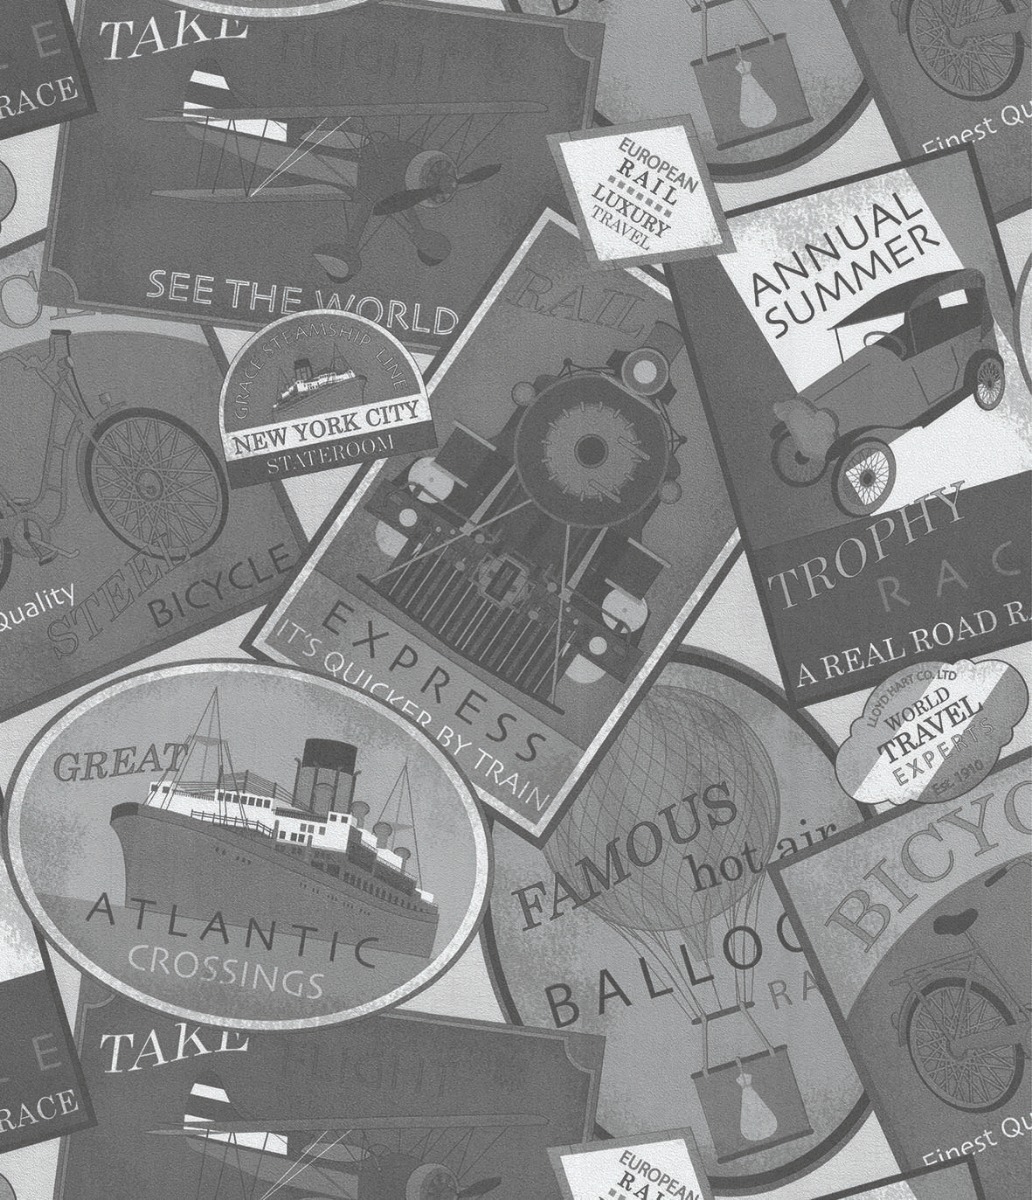 L E
RACE
TAKE
FLIGHT
SEE THE WORLD
Finest Qu
EUROPEAN
RAIL
LUXURY
TRAVEL
ANNUAL
SUMMER
TROPHY
RAC
A REAL ROAD R
GRACE STEAMSHIP LINE
NEW YORK CITY
STATEROOM
RAIL
EXPRESS
IT'S QUICKER BY TRAIN
Quality
STEEL
BICYCLE
LLOYD HART CO. LTD
WORLD
TRAVEL
EXPERTS
Est. 1910
GREAT
ATLANTIC
CROSSINGS
FAMOUS
hot air
BALLOO
RA
BICYC
Finest Qu
L E
RACE
TAKE
FLIGHT
EUROPEAN
RAIL